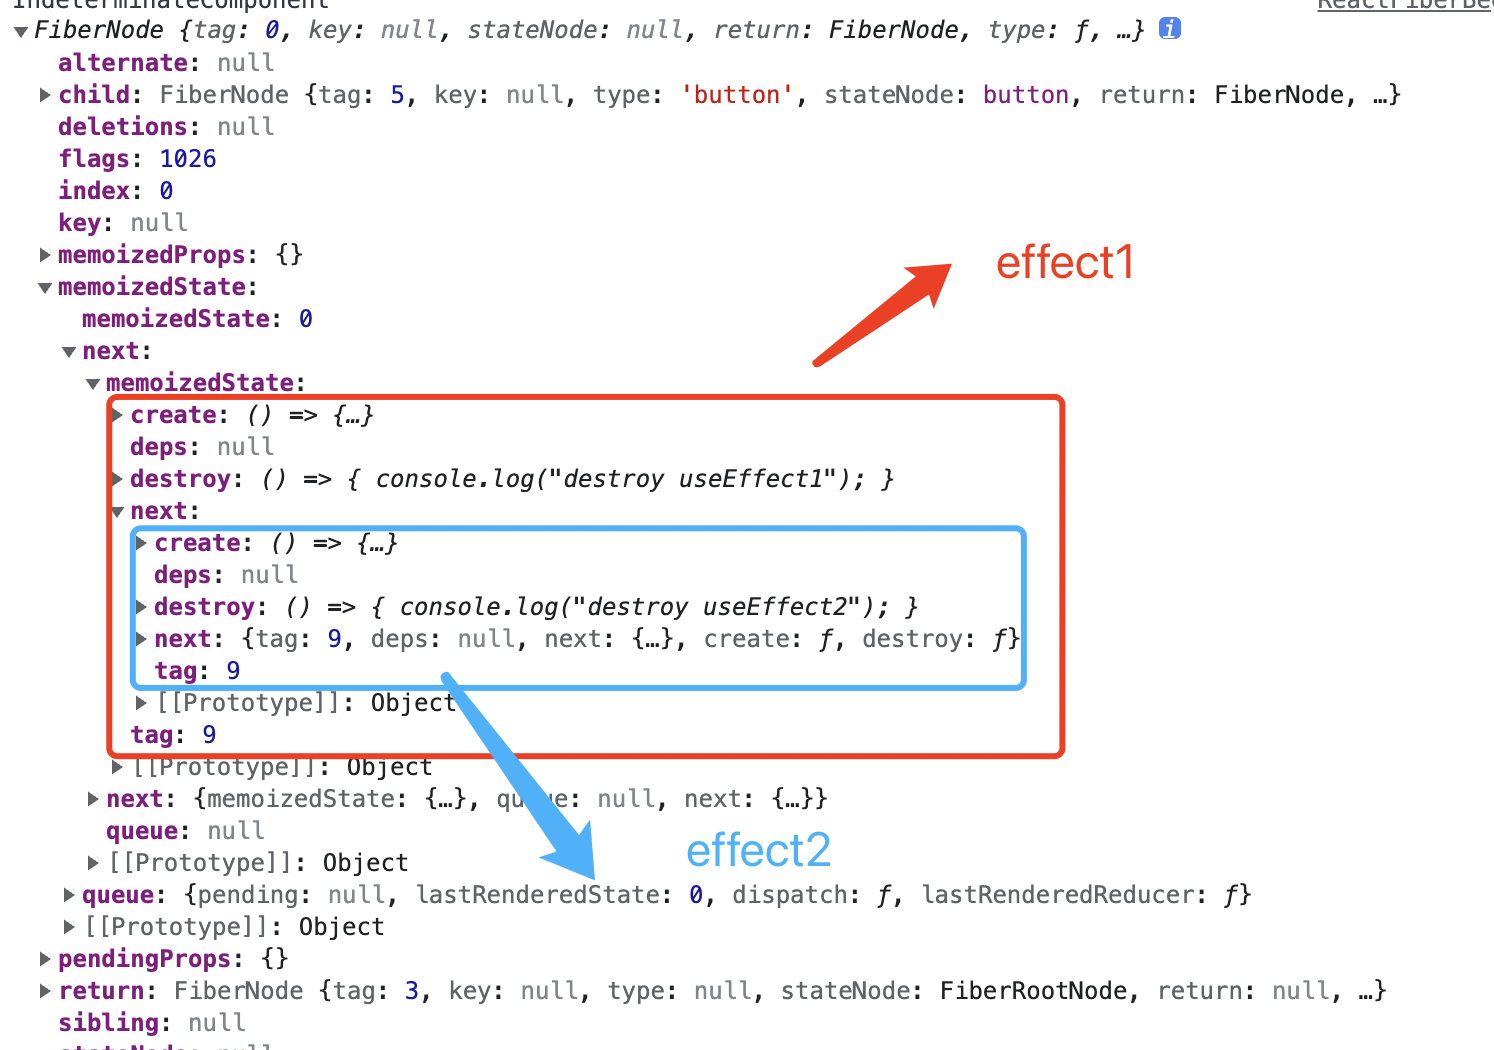 IndeterminateComponent
ReactFiberBeg
FiberNode {tag: 0, key: null, stateNode: null, return: FiberNode, type: ƒ, …} i
alternate: null
child: FiberNode {tag: 5, key: null, type: 'button', stateNode: button, return: FiberNode, …}
deletions: null
flags: 1026
index: 0
key: null
memoizedProps: {}
effect1
memoizedState:
memoizedState: 0
next:
memoizedState:
create: () => {…}
deps: null
destroy: () => { console.log("destroy useEffect1"); }
next:
create: () => {…}
deps: null
destroy: () => { console.log("destroy useEffect2"); }
next: {tag: 9, deps: null, next: {…}, create: ƒ, destroy: ƒ}
tag: 9
[[Prototype]]: Object
tag: 9
[[Prototype]]: Object
next: {memoizedState: {…}, queue: null, next: {…}}
queue: null
effect2
[[Prototype]]: Object
queue: {pending: null, lastRenderedState: 0, dispatch: ƒ, lastRenderedReducer: ƒ}
[[Prototype]]: Object
pendingProps: {}
return: FiberNode {tag: 3, key: null, type: null, stateNode: FiberRootNode, return: null, …}
sibling: null
stateNode: null